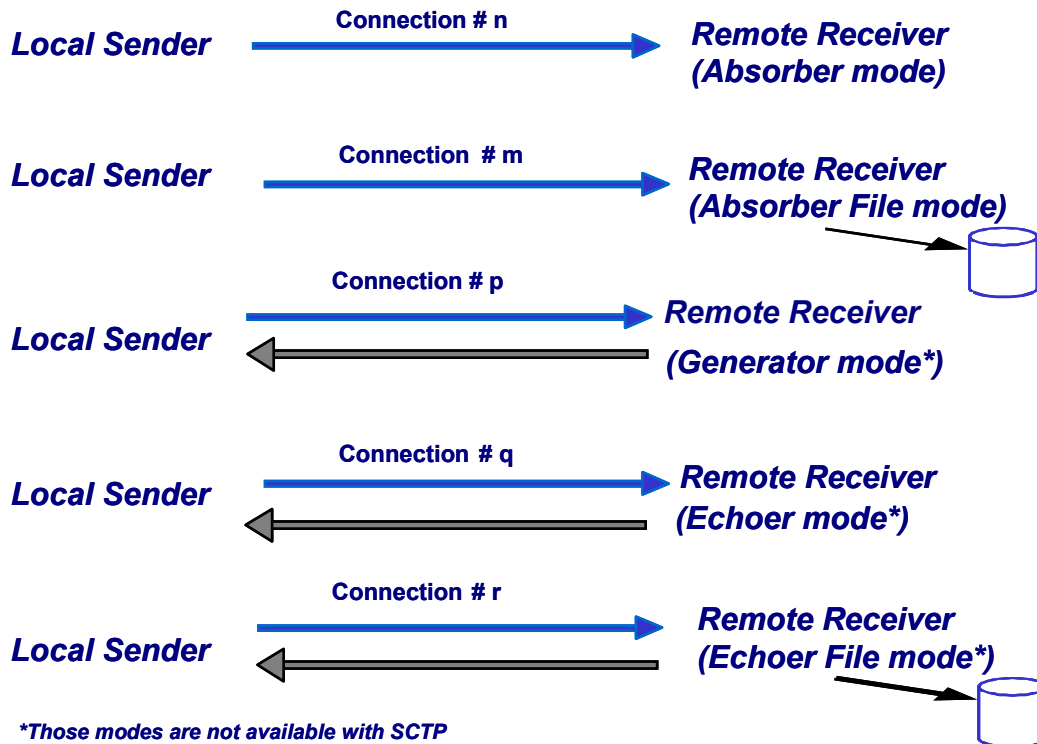 Connection # n
Local Sender
Remote Receiver
(Absorber mode)
Connection # m
Local Sender
Remote Receiver
(Absorber File mode)
Connection # p
Local Sender
Remote Receiver
(Generator mode*)
Connection # q
Local Sender
Remote Receiver
(Echoer mode*)
Connection # r
Local Sender
Remote Receiver
(Echoer File mode*)
*Those modes are not available with SCTP